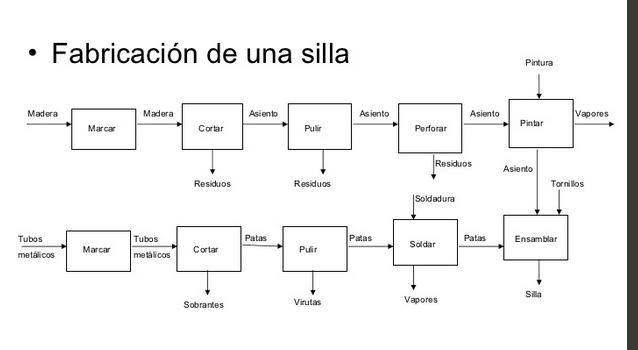 • Fabricación de una silla
Pintura
Madera
Madera
Asiento
Asiento
Asiento
Vapores
Marcar
Cortar
Pulir
Perforar
Pintar
Residuos
Residuos
Residuos
Asiento
Tornillos
Soldadura
Tubos
metálicos
Tubos
metálicos
Patas
Patas
Patas
Marcar
Cortar
Pulir
Soldar
Ensamblar
Sobrantes
Virutas
Vapores
Silla